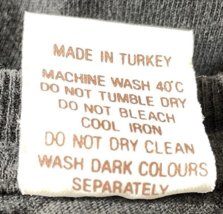 MADE IN TURKEY
MACHINE WASH 40°C
DO NOT TUMBLE DRY
DO NOT BLEACH
COOL IRON
DO NOT DRY CLEAN
WASH DARK COLOURS
SEPARATELY